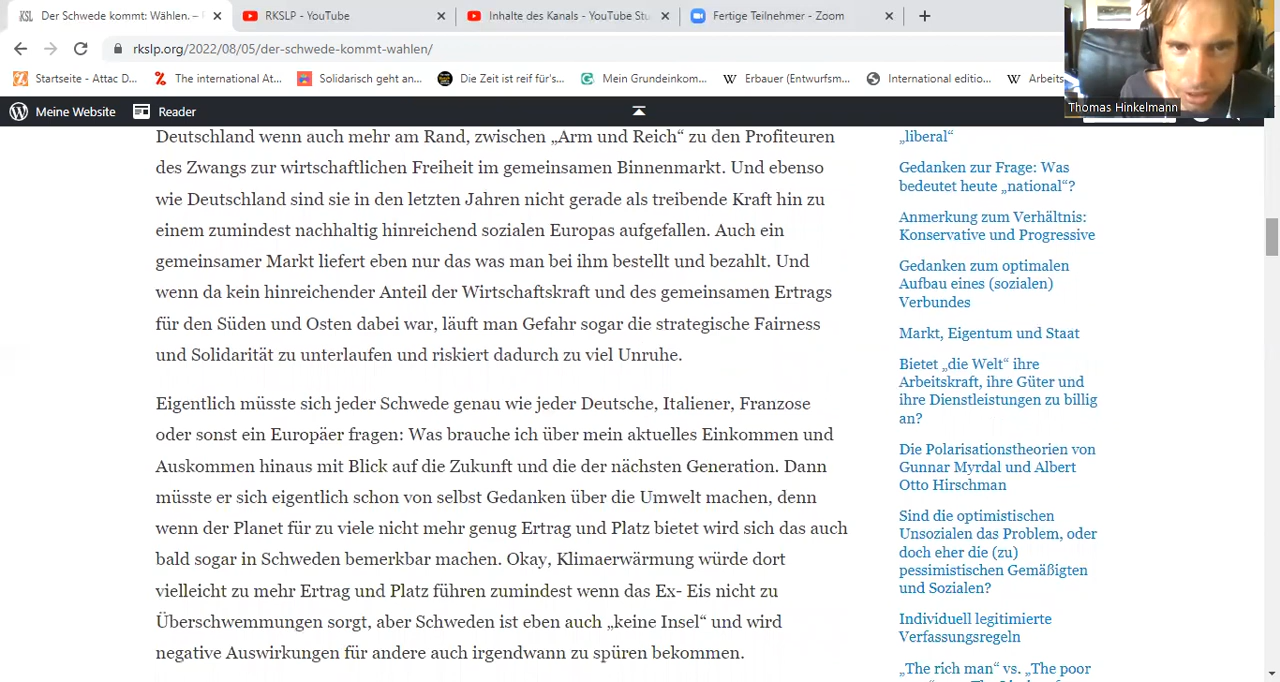 Der Schwede kommt: Wählen. –
RKSLP - YouTube
Inhalte des Kanals - YouTube Stu
Fertige Teilnehmer - Zoom
rkslp.org/2022/08/05/der-schwede-kommt-wahlen/
Startseite - Attac D...
The international At...
Solidarisch geht an...
Die Zeit ist reif für's...
Mein Grundeinkom...
Erbauer (Entwurfsm...
International editio...
Arbeits
Thomas Hinkelmann
Meine Website
Reader
Deutschland wenn auch mehr am Rand, zwischen „Arm und Reich“ zu den Profiteuren
des Zwangs zur wirtschaftlichen Freiheit im gemeinsamen Binnenmarkt. Und ebenso
wie Deutschland sind sie in den letzten Jahren nicht gerade als treibende Kraft hin zu
einem zumindest nachhaltig hinreichend sozialen Europas aufgefallen. Auch ein
gemeinsamer Markt liefert eben nur das was man bei ihm bestellt und bezahlt. Und
wenn da kein hinreichender Anteil der Wirtschaftskraft und des gemeinsamen Ertrags
für den Süden und Osten dabei war, läuft man Gefahr sogar die strategische Fairness
und Solidarität zu unterlaufen und riskiert dadurch zu viel Unruhe.
Eigentlich müsste sich jeder Schwede genau wie jeder Deutsche, Italiener, Franzose
oder sonst ein Europäer fragen: Was brauche ich über mein aktuelles Einkommen und
Auskommen hinaus mit Blick auf die Zukunft und die der nächsten Generation. Dann
müsste er sich eigentlich schon von selbst Gedanken über die Umwelt machen, denn
wenn der Planet für zu viele nicht mehr genug Ertrag und Platz bietet wird sich das auch
bald sogar in Schweden bemerkbar machen. Okay, Klimaerwärmung würde dort
vielleicht zu mehr Ertrag und Platz führen zumindest wenn das Ex- Eis nicht zu
Überschwemmungen sorgt, aber Schweden ist eben auch „keine Insel“ und wird
negative Auswirkungen für andere auch irgendwann zu spüren bekommen.
„liberal“
Gedanken zur Frage: Was
bedeutet heute „national“?
Anmerkung zum Verhältnis:
Konservative und Progressive
Gedanken zum optimalen
Aufbau eines (sozialen)
Verbundes
Markt, Eigentum und Staat
Bietet „die Welt“ ihre
Arbeitskraft, ihre Güter und
ihre Dienstleistungen zu billig
an?
Die Polarisationstheorien von
Gunnar Myrdal und Albert
Otto Hirschman
Sind die optimistischen
Unsozialen das Problem, oder
doch eher die (zu)
pessimistischen Gemäßigten
und Sozialen?
Individuell legitimierte
Verfassungsregeln
„The rich man“ vs. „The poor